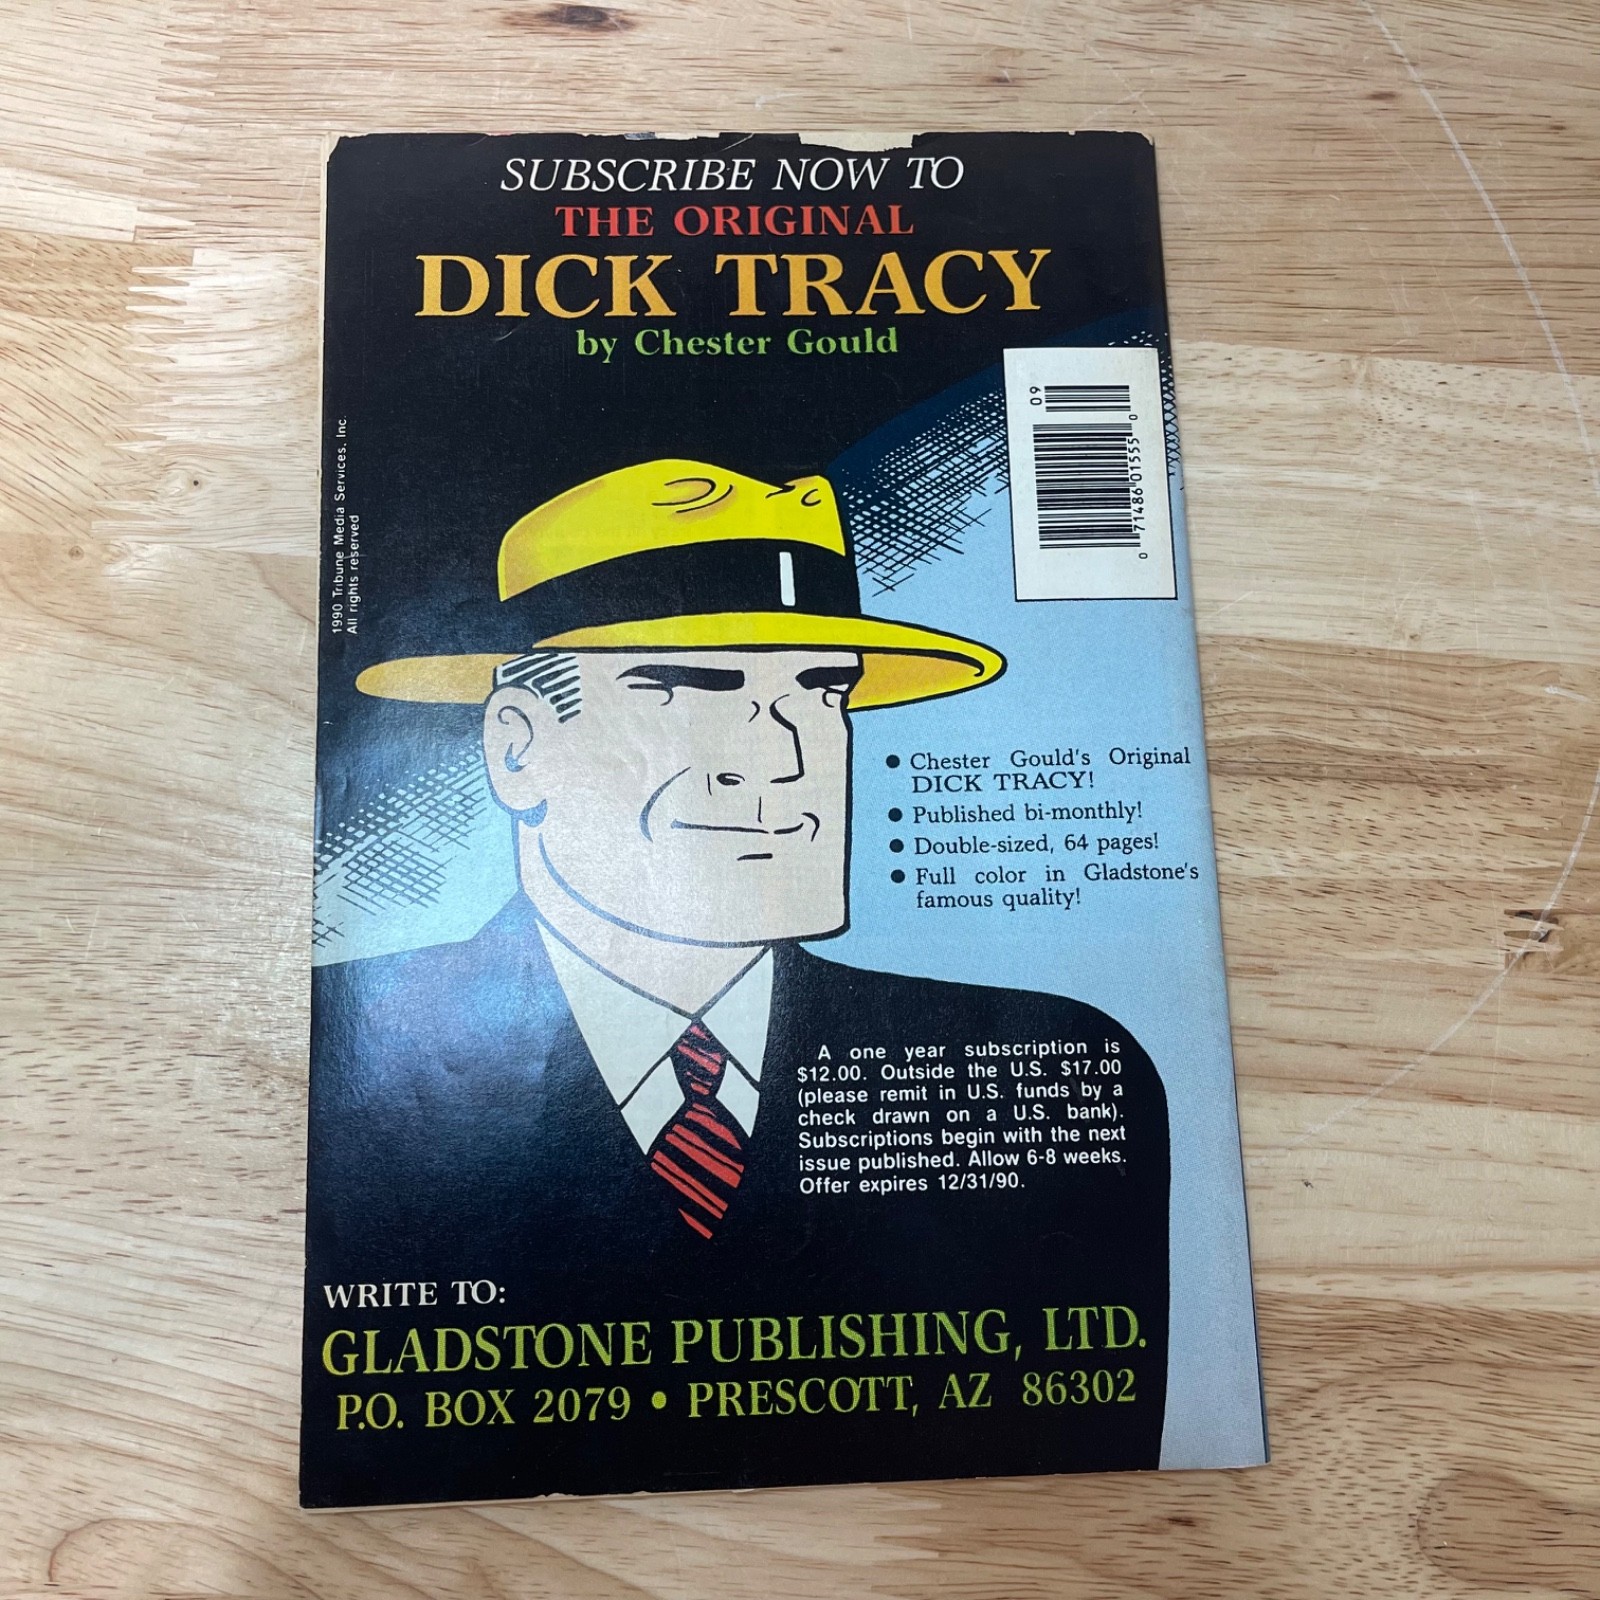 SUBSCRIBE NOW TO
THE ORIGINAL
DICK TRACY
by Chester Gould
1990 Tribune Media Services, Inc.
All rights reserved
09
0 71486 01555 0
● Chester Gould's Original
DICK TRACY!
● Published bi-monthly!
● Double-sized, 64 pages!
● Full color in Gladstone's
famous quality!
A one year subscription is
$12.00. Outside the U.S. $17.00
(please remit in U.S. funds by a
check drawn on a U.S. bank).
Subscriptions begin with the next
issue published. Allow 6-8 weeks.
Offer expires 12/31/90.
WRITE TO:
GLADSTONE PUBLISHING, LTD.
P.O. BOX 2079 • PRESCOTT, AZ 86302